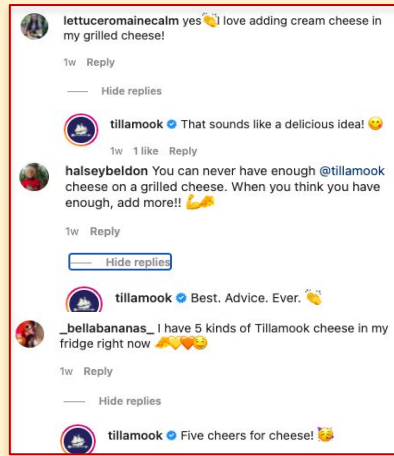 lettuceromainecalm yes👏I love adding cream cheese in
my grilled cheese!
1w Reply
Hide replies
tillamook That sounds like a delicious idea! 😋
1w 1 like Reply
halseybeldon You can never have enough @tillamook
cheese on a grilled cheese. When you think you have
enough, add more!! 💪🧀
1w Reply
Hide replies
tillamook Best. Advice. Ever. 👏
_bellabananas_ I have 5 kinds of Tillamook cheese in my
fridge right now 🧀💛🧡😋
1w Reply
Hide replies
tillamook Five cheers for cheese! 🥳